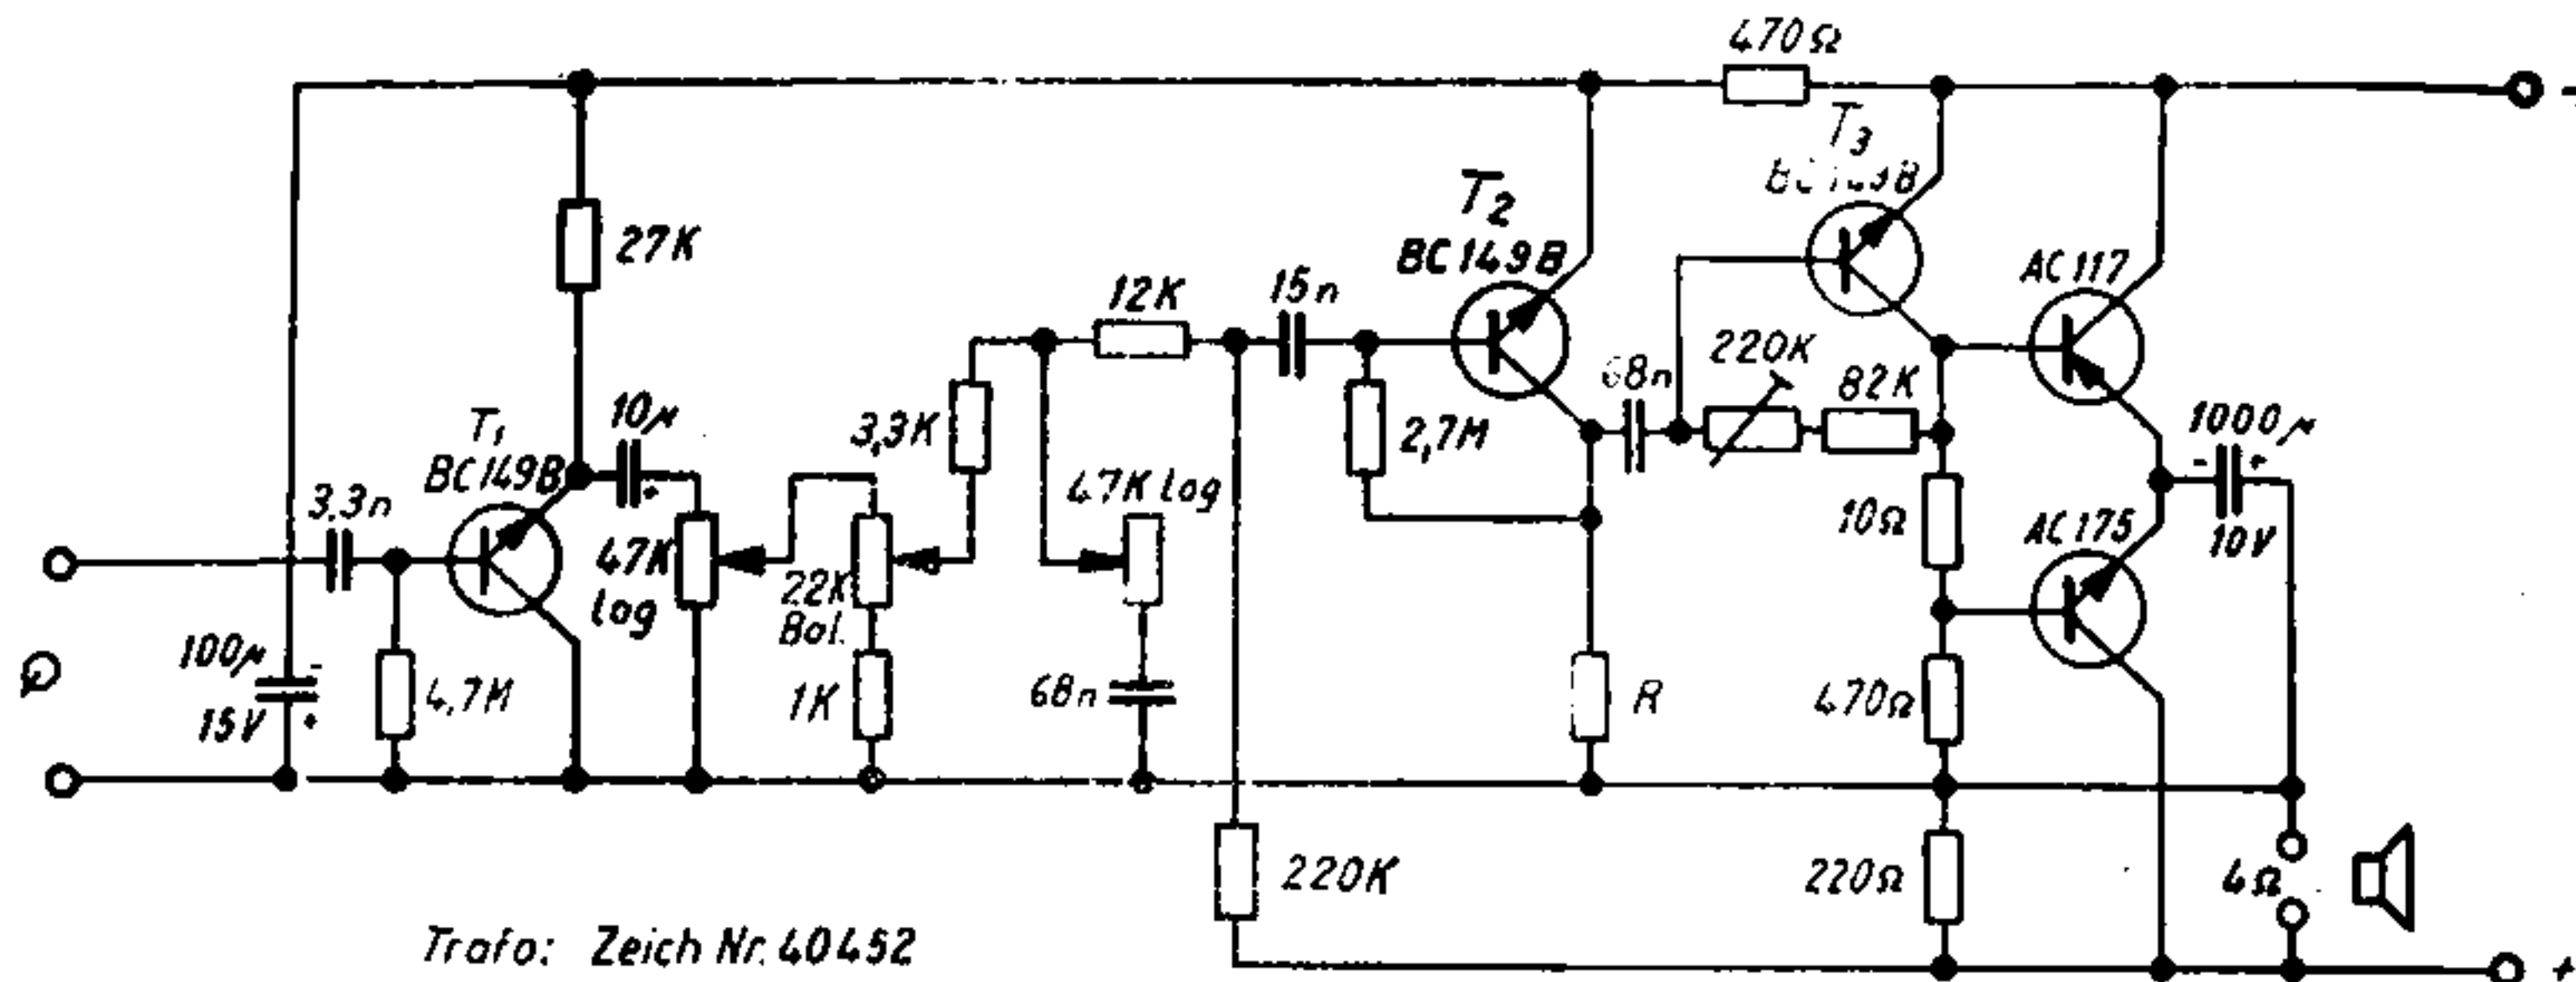 470Ω
-
T3
BC149B
27K
T2
BC149B
AC117
12K
15n
220K
82K
68n
1000μ
- +
10V
10μ
+
T1
BC149B
3,3K
2,7M
47K log
3,3n
47K
log
22K
Bal.
10Ω
AC175
100μ
15V
-
+
4,7M
1K
68n
R
470Ω
220K
220Ω
4Ω
Trafo: Zeich Nr. 40452
+